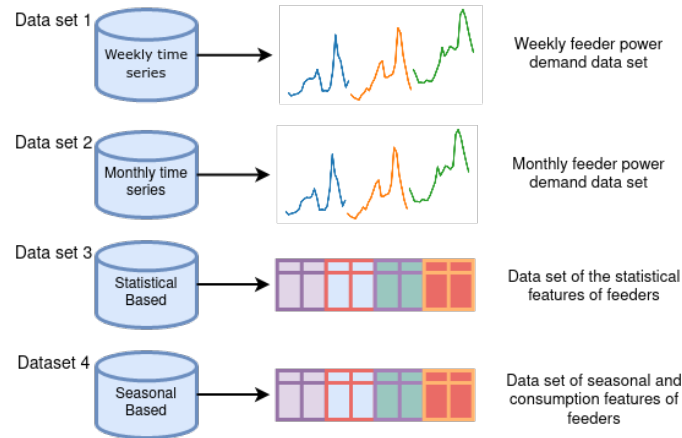 Data set 1
Weekly time
series
Weekly feeder power
demand data set
Data set 2
Monthly time
series
Monthly feeder power
demand data set
Data set 3
Statistical
Based
Data set of the statistical
features of feeders
Dataset 4
Seasonal
Based
Data set of seasonal and
consumption features of
feeders